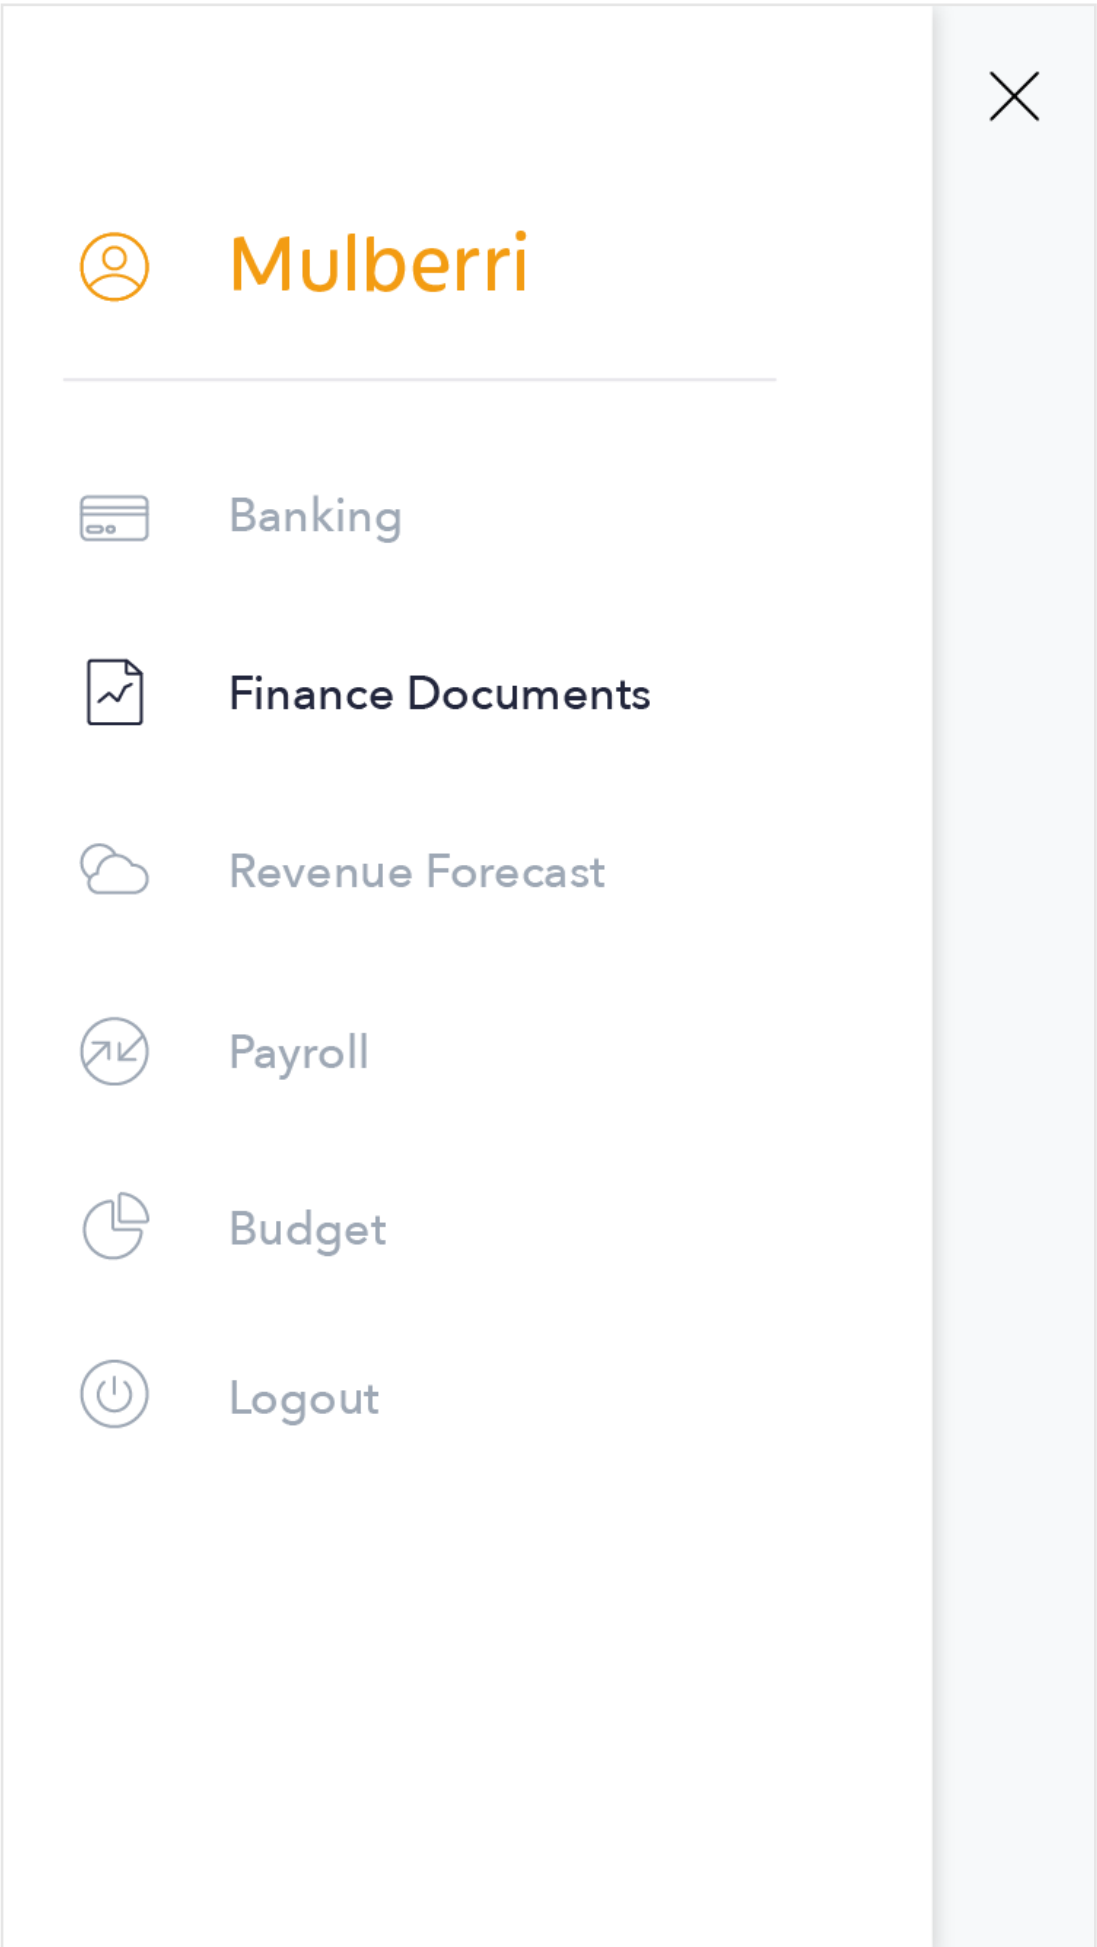 Mulberri
Banking
Finance Documents
Revenue Forecast
Payroll
Budget
Logout